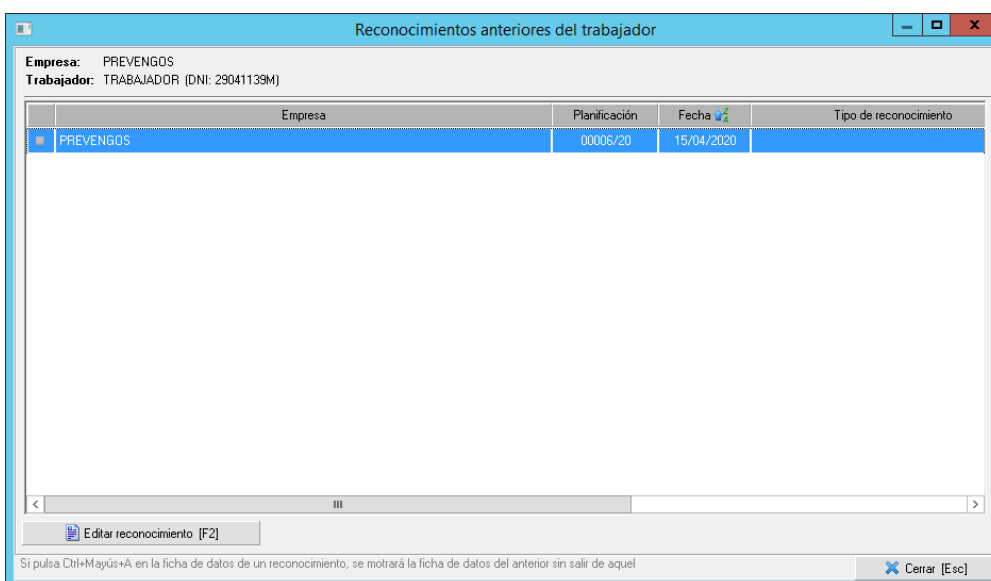 Reconocimientos anteriores del trabajador
Empresa: PREVENGOS
Trabajador: TRABAJADOR (DNI: 29041139M)
Empresa Planificación Fecha Tipo de reconocimiento
PREVENGOS 00006/20 15/04/2020
Editar reconocimiento [F2]
Si pulsa Ctrl+Mayús+A en la ficha de datos de un reconocimiento, se motrará la ficha de datos del anterior sin salir de aquel
Cerrar [Esc]